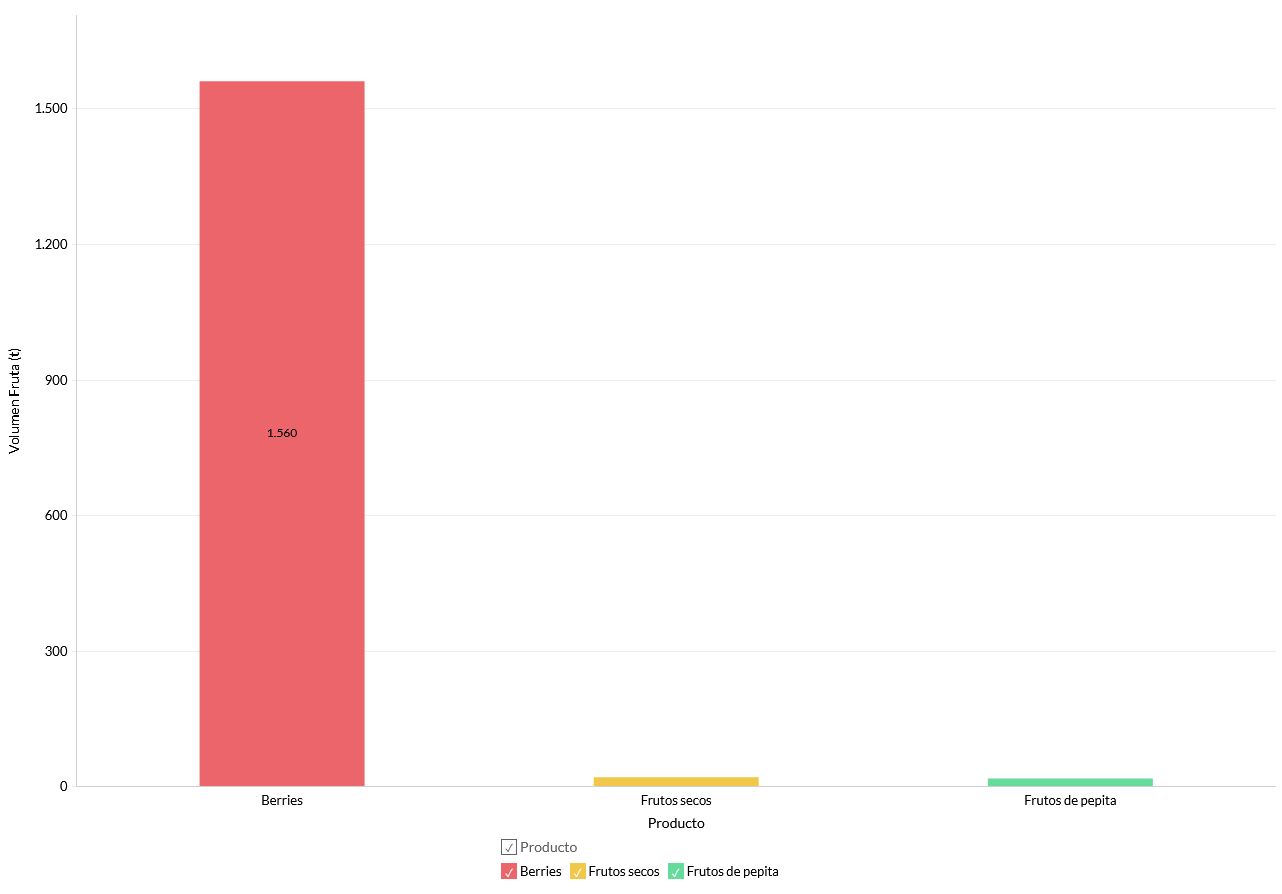 Volumen Fruta (t)
1.500
1.200
900
600
300
0
1.560
Berries
Frutos secos
Frutos de pepita
Producto
Producto
Berries Frutos secos Frutos de pepita